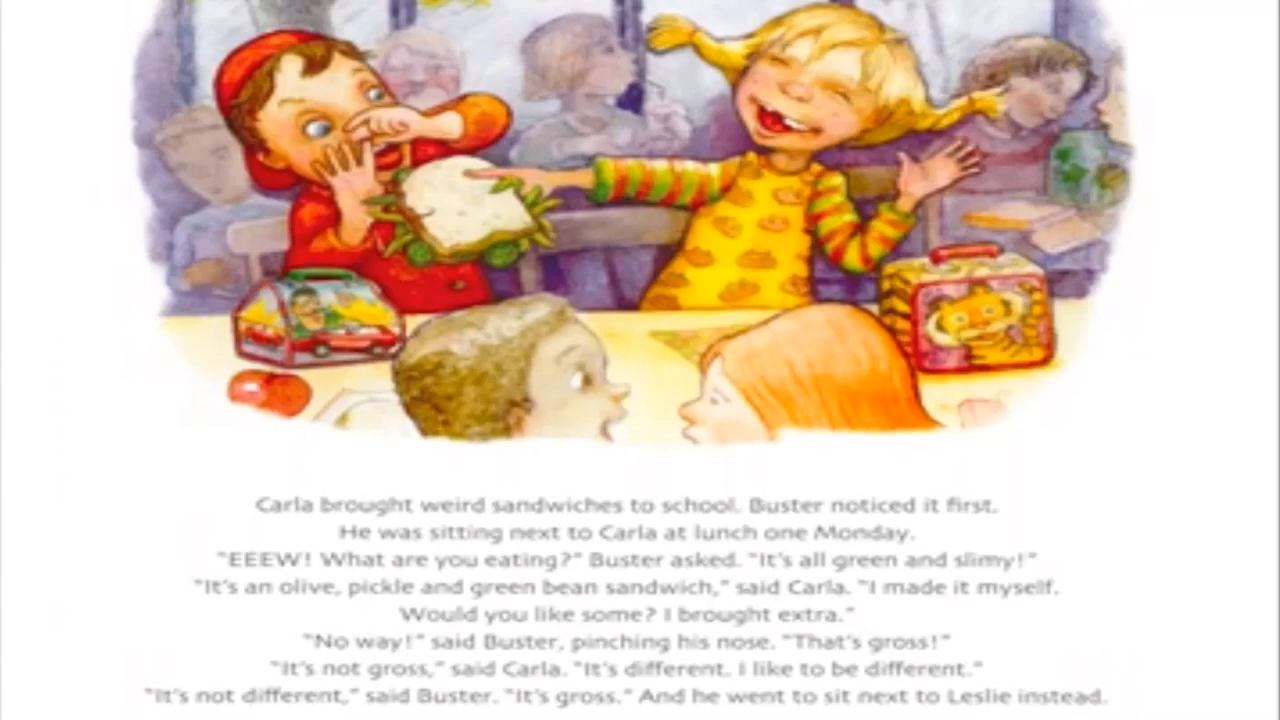 Carla brought weird sandwiches to school. Buster noticed it first.
He was sitting next to Carla at lunch one Monday.
"EEEW! What are you eating?" Buster asked. "It's all green and slimy!"
"It's an olive, pickle and green bean sandwich," said Carla. "I made it myself.
Would you like some? I brought extra."
"No way!" said Buster, pinching his nose. "That's gross!"
"It's not gross," said Carla. "It's different. I like to be different."
"It's not different," said Buster. "It's gross." And he went to sit next to Leslie instead.